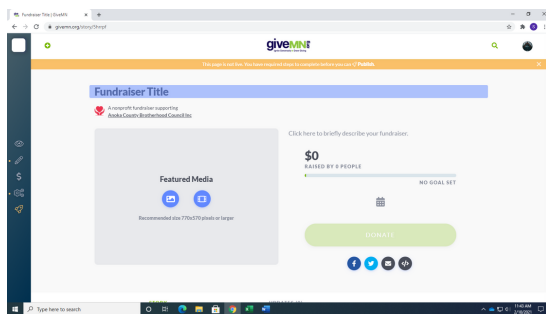 Fundraiser Title | GiveMN
givemn.org/story/5hrrpf
giveMN
This page is not live. You have required steps to complete before you can Publish.
Fundraiser Title
A nonprofit fundraiser supporting
Anoka County Brotherhood Council Inc
Click here to briefly describe your fundraiser.
$0
RAISED BY 0 PEOPLE
NO GOAL SET
Featured Media
Recommended size 770x570 pixels or larger
DONATE
Type here to search
11:45 AM